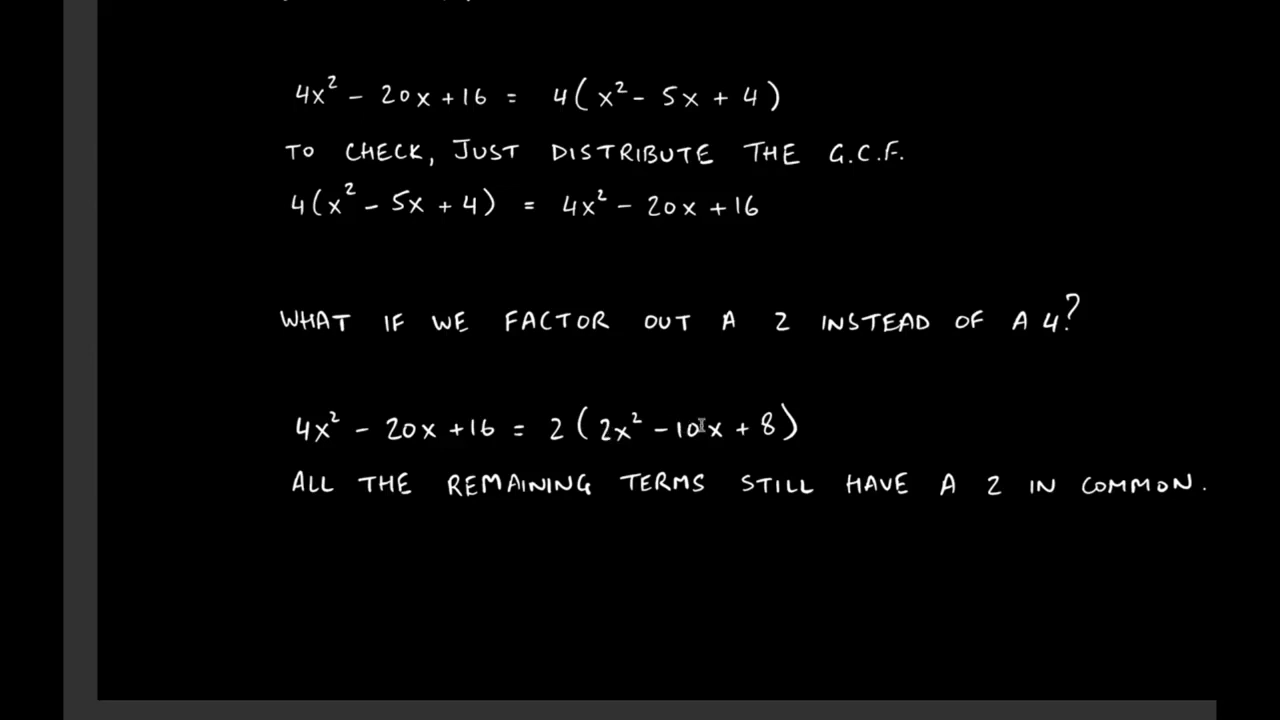 4x² - 20x + 16 = 4(x² - 5x + 4)
TO CHECK, JUST DISTRIBUTE THE G.C.F.
4(x² - 5x + 4) = 4x² - 20x + 16
WHAT IF WE FACTOR OUT A 2 INSTEAD OF A 4?
4x² - 20x + 16 = 2(2x² - 10x + 8)
ALL THE REMAINING TERMS STILL HAVE A 2 IN COMMON.